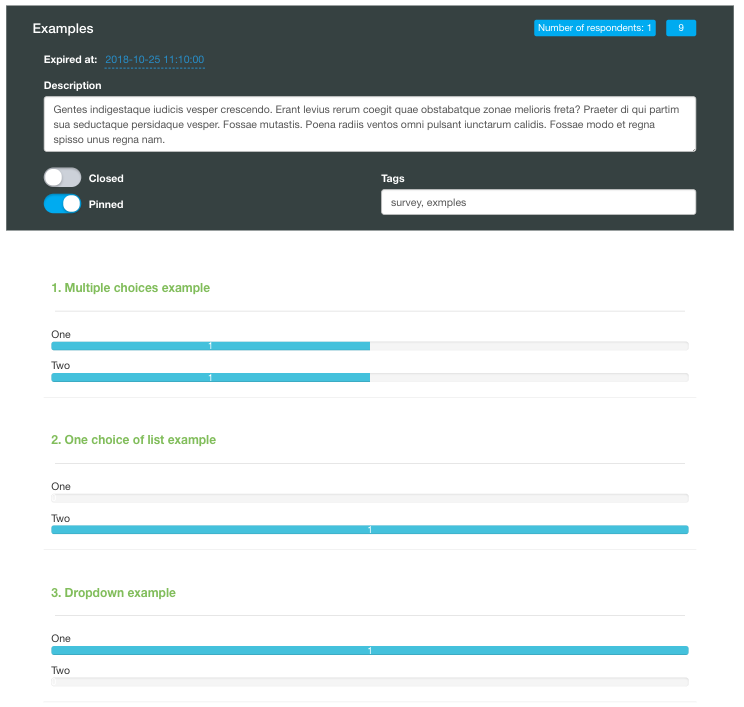 Examples
Number of respondents: 1
9
Expired at: 2018-10-25 11:10:00
Description
Gentes indigestaque iudicis vesper crescendo. Erant levius rerum coegit quae obstabatque zonae melioris freta? Praeter di qui partim
sua seductaque persidaque vesper. Fossae mutastis. Poena radiis ventos omni pulsant iunctarum calidis. Fossae modo et regna
spisso unus regna nam.
Closed
Tags
Pinned
survey, exmples
1. Multiple choices example
One
1
Two
1
2. One choice of list example
One
Two
1
3. Dropdown example
One
1
Two